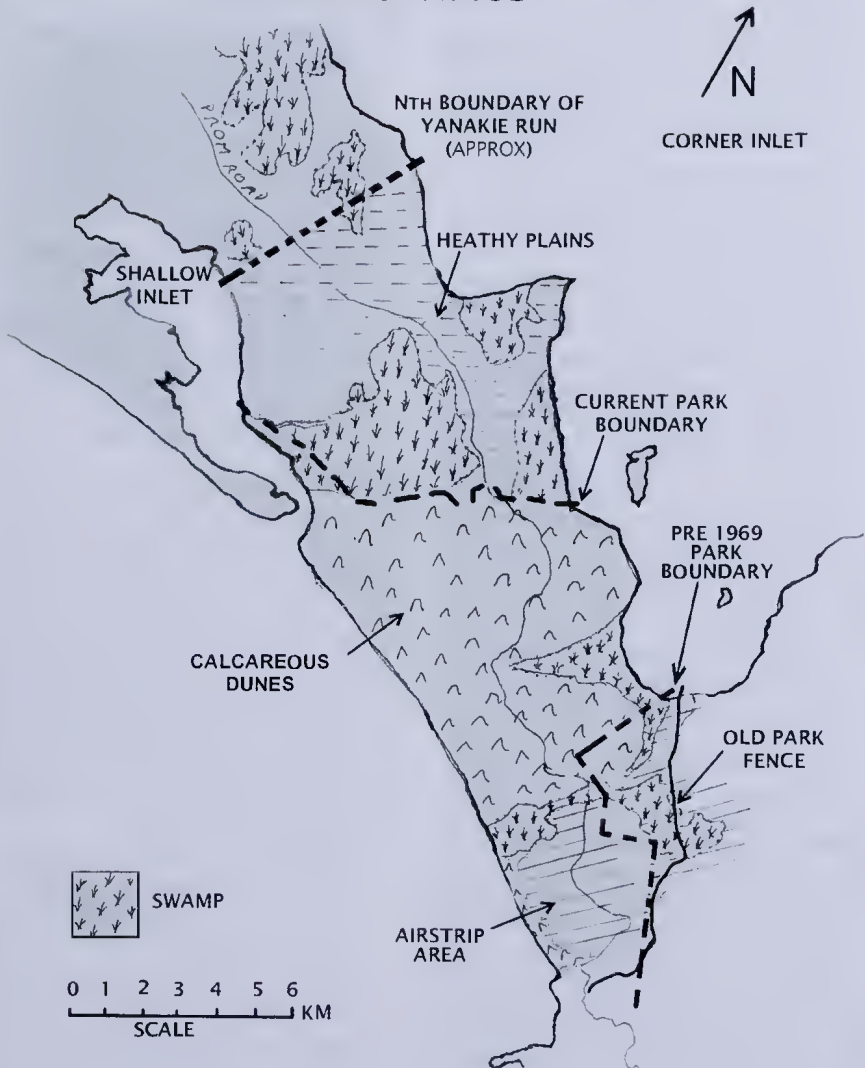 N
CORNER INLET
NTH BOUNDARY OF
YANAKIE RUN
(APPROX)
PROM ROAD
HEATHY PLAINS
SHALLOW
INLET
CURRENT PARK
BOUNDARY
PRE 1969
PARK
BOUNDARY
CALCAREOUS
DUNES
OLD PARK
FENCE
SWAMP
AIRSTRIP
AREA
0 1 2 3 4 5 6
KM
SCALE